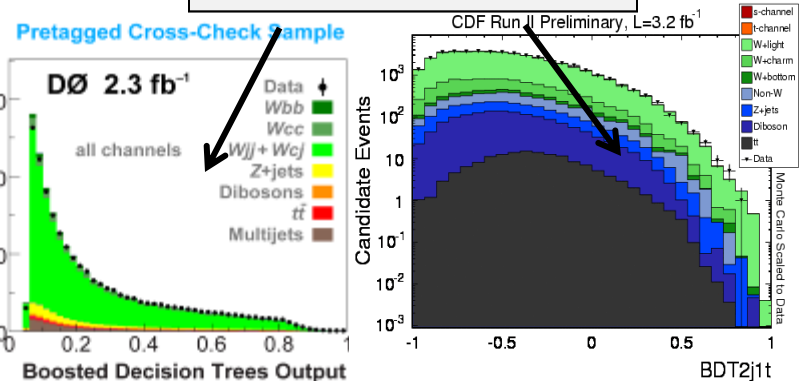 Pretagged Cross-Check Sample
DØ 2.3 fb⁻¹
all channels
Data
Wbb
Wcc
Wjj + Wcj
Z+jets
Dibosons
tt̄
Multijets
0
0
0
0.2
0.4
0.6
0.8
1
Boosted Decision Trees Output
CDF Run II Preliminary, L=3.2 fb⁻¹
Candidate Events
10³
10²
10
1
10⁻¹
10⁻²
10⁻³
-1
-0.5
0
0.5
1
BDT2j1t
s-channel
t-channel
W+light
W+charm
W+bottom
Non-W
Z+jets
Diboson
tt
Data
Monte Carlo Scaled to Data